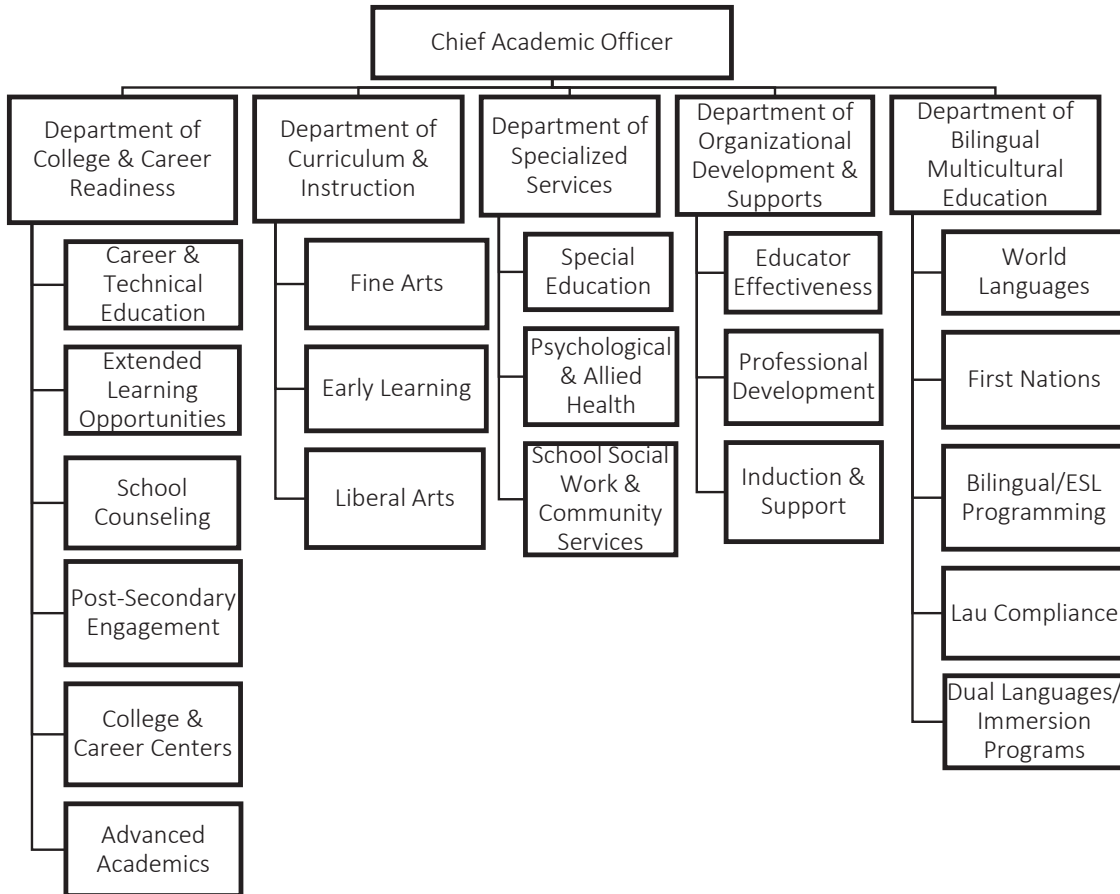 Chief Academic Officer
Department of
College & Career
Readiness
Career &
Technical
Education
Extended
Learning
Opportunities
School
Counseling
Post-Secondary
Engagement
College &
Career Centers
Advanced
Academics
Department of
Curriculum &
Instruction
Fine Arts
Early Learning
Liberal Arts
Department of
Specialized
Services
Special
Education
Psychological
& Allied
Health
School Social
Work &
Community
Services
Department of
Organizational
Development &
Supports
Educator
Effectiveness
Professional
Development
Induction &
Support
Department of
Bilingual
Multicultural
Education
World
Languages
First Nations
Bilingual/ESL
Programming
Lau Compliance
Dual Languages/
Immersion
Programs